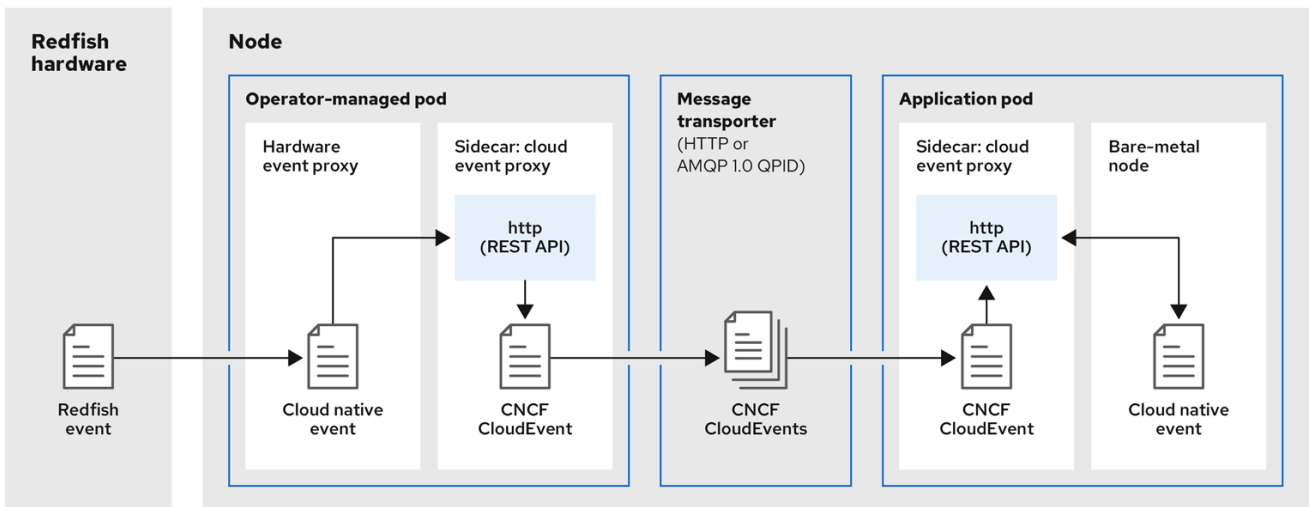 Redfish
hardware
Node
Operator-managed pod
Hardware
event proxy
Sidecar: cloud
event proxy
http
(REST API)
Message
transporter
(HTTP or
AMQP 1.0 QPID)
Application pod
Sidecar: cloud
event proxy
http
(REST API)
Bare-metal
node
Redfish
event
Cloud native
event
CNCF
CloudEvent
CNCF
CloudEvents
CNCF
CloudEvent
Cloud native
event